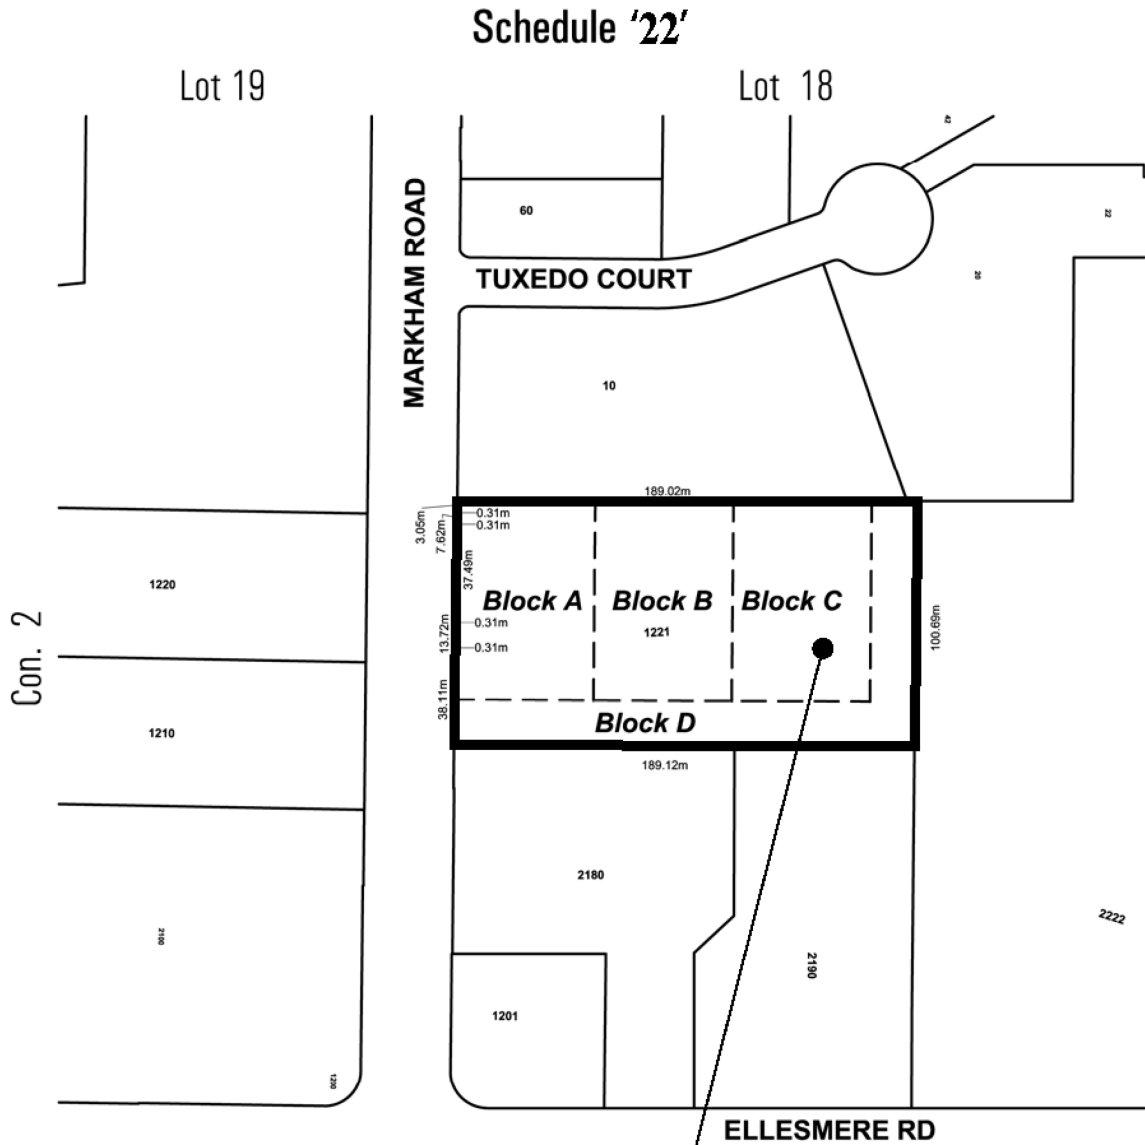 Schedule '22'
Lot 19
Lot 18
42
MARKHAM ROAD
60
22
TUXEDO COURT
20
10
189.02m
3.05m
0.31m
7.62m
0.31m
37.49m
1220
Block A
Block B
Block C
Con. 2
13.72m
0.31m
1221
100.69m
0.31m
38.11m
1210
Block D
189.12m
2180
2100
2222
2190
1201
1200
ELLESMERE RD